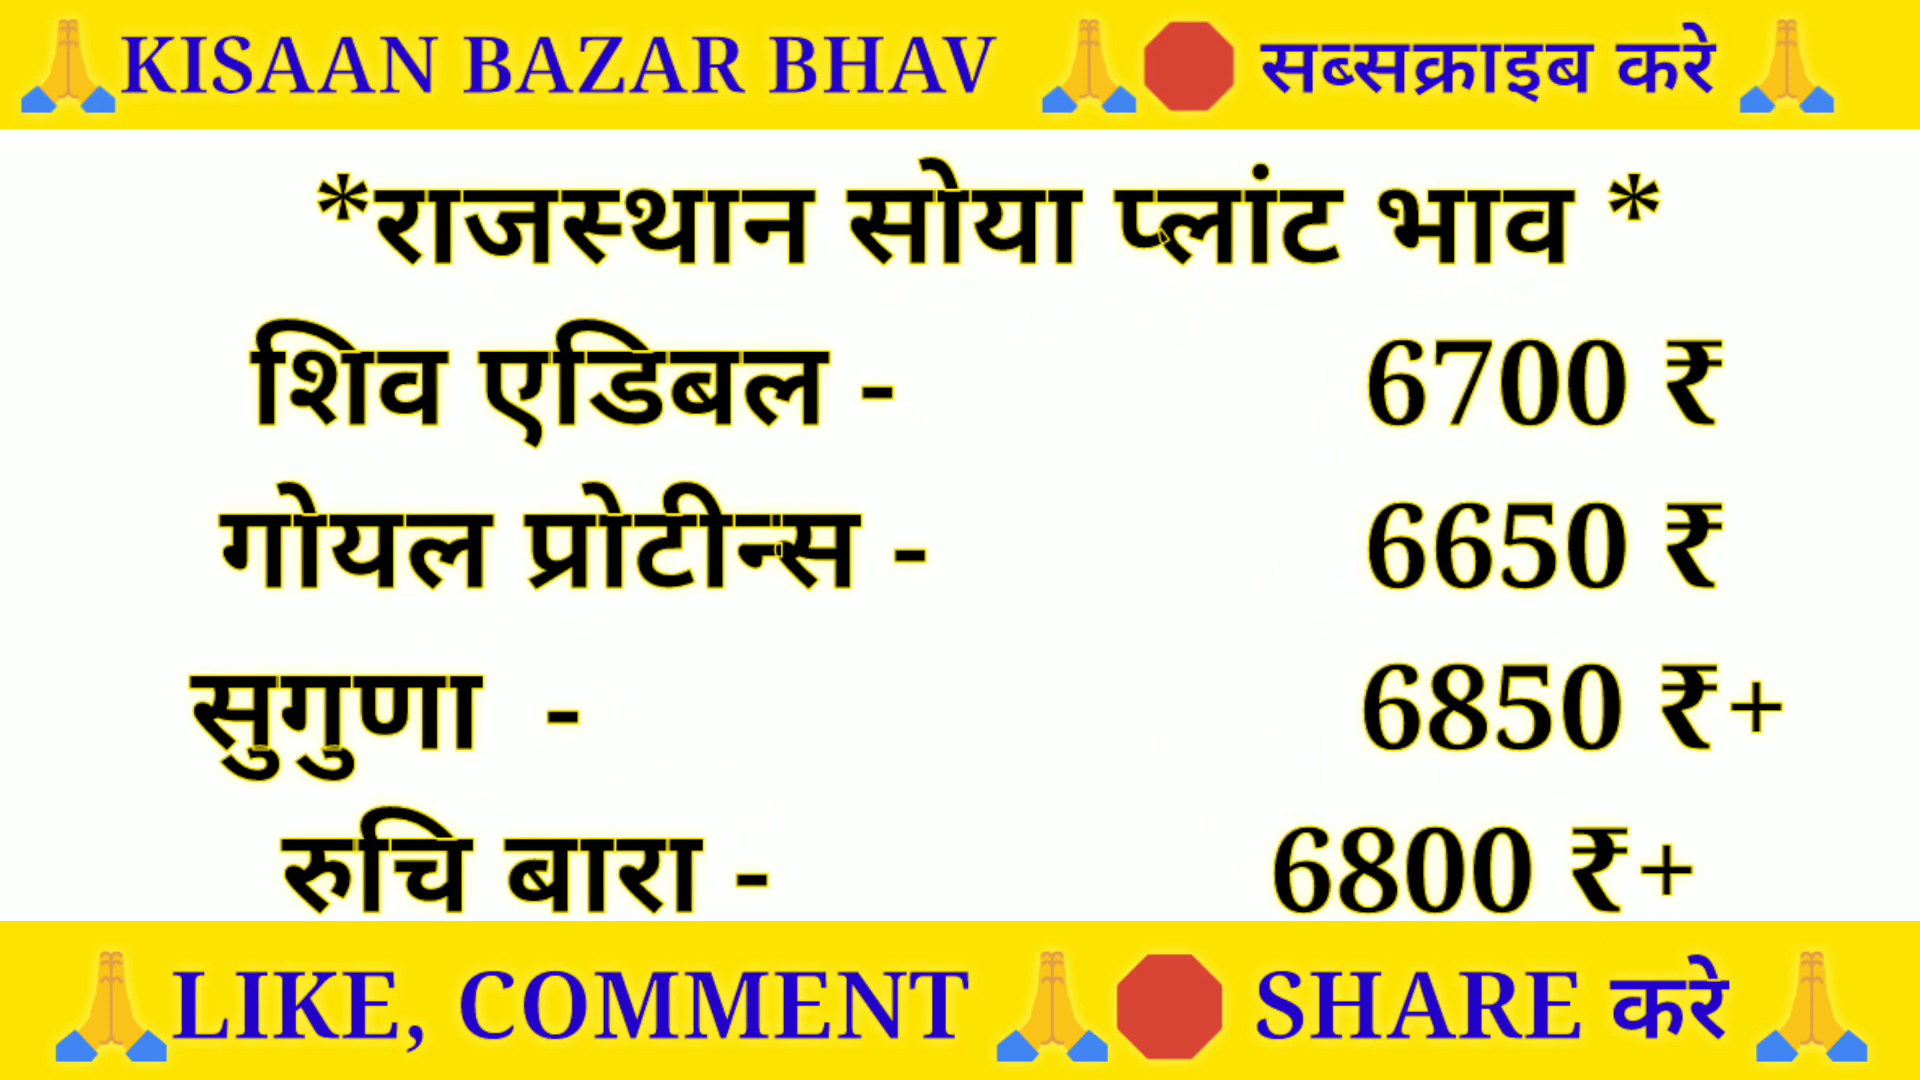 🙏KISAAN BAZAR BHAV 🙏🛑 सब्सक्राइब करे 🙏
*राजस्थान सोया प्लांट भाव *
शिव एडिबल - 6700 ₹
गोयल प्रोटीन्स - 6650 ₹
सुगुणा - 6850 ₹+
रुचि बारा - 6800 ₹+
🙏LIKE, COMMENT 🙏🛑 SHARE करे 🙏